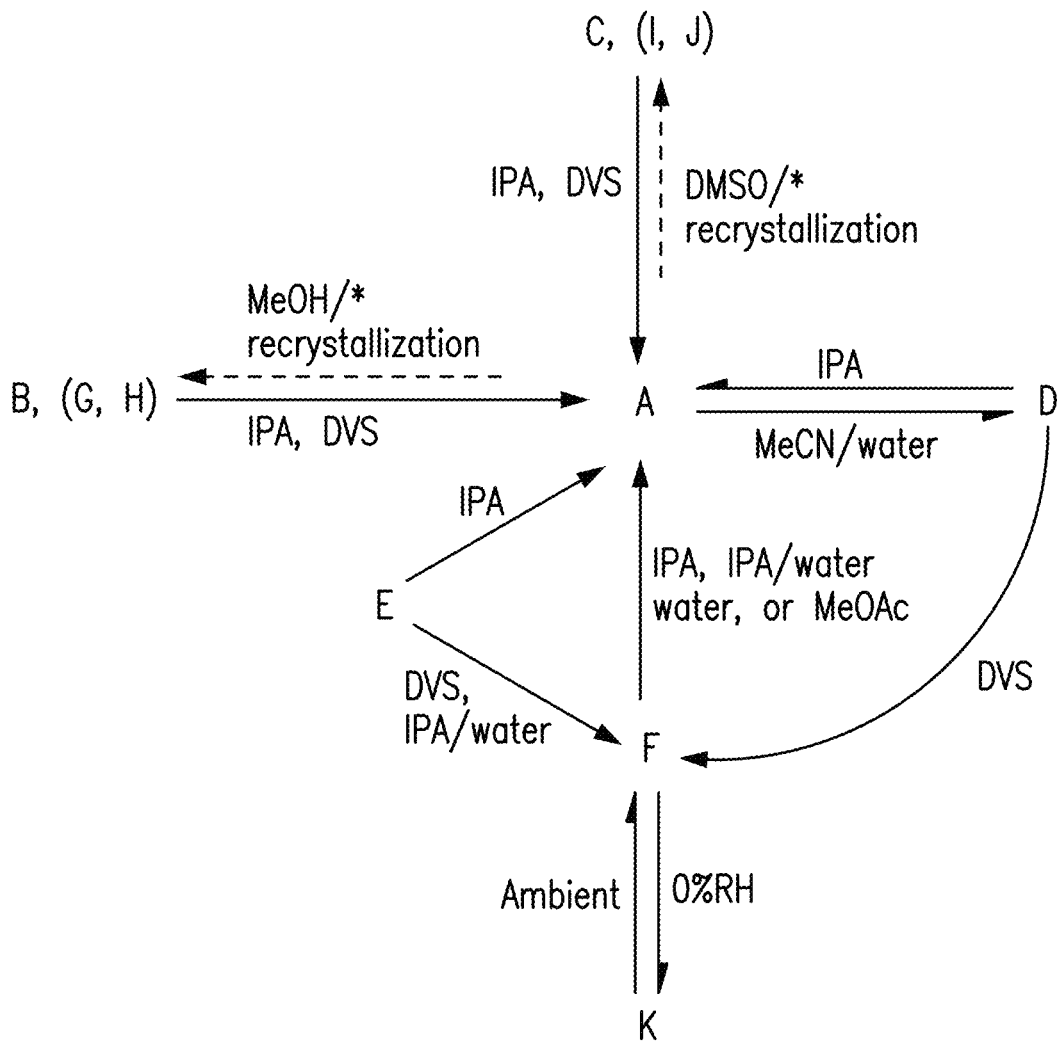 C, (I, J)
IPA, DVS
DMSO/*
recrystallization
MeOH/*
recrystallization
B, (G, H)
IPA, DVS
A
IPA
MeCN/water
D
IPA
E
IPA, IPA/water
water, or MeOAc
DVS,
IPA/water
DVS
F
Ambient
0%RH
K